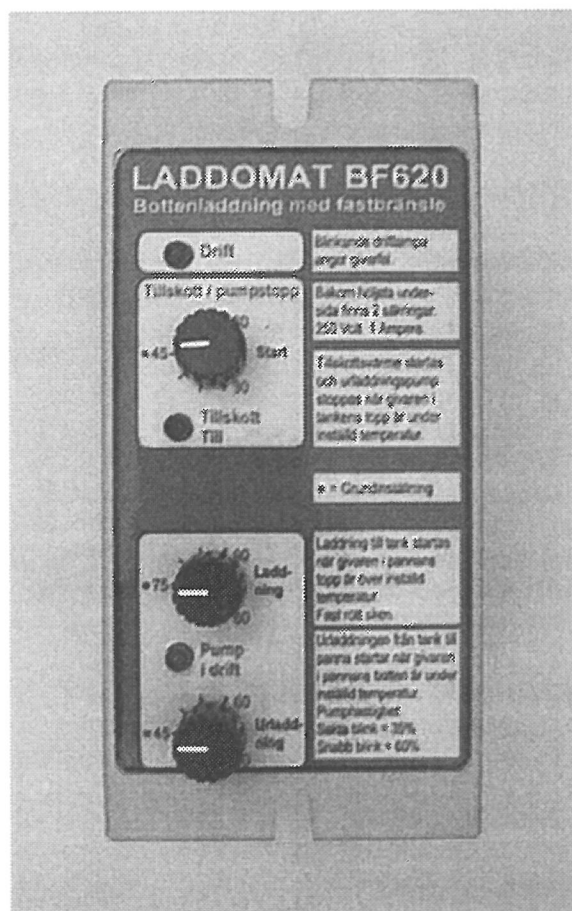 LADDOMAT BF620
Bottenladdning med fastbränsle
Drift
Blinkande driftlampa
anger givarfel.
Tillskott / pumpstopp
60
*45
Start
30
Tillskott
Till
Bakom höljets under-
sida finns 2 säkringar.
250 Volt. 1 Ampere.
Tillskottsvärme startas
och urladdningspump
stoppas när givaren i
tankens topp är under
inställd temperatur.
* = Grundinställning
60
*75
Ladd-
ning
60
Pump
i drift
Laddning till tank startas
när givaren i pannans
topp är över inställd
temperatur.
Fast rött sken.
60
*45
Urladd-
ning
Urladdningen från tank till
panna startar när givaren
i pannans botten är under
inställd temperatur.
Pumphastighet
Sakta blink = 30%
Snabb blink = 60%